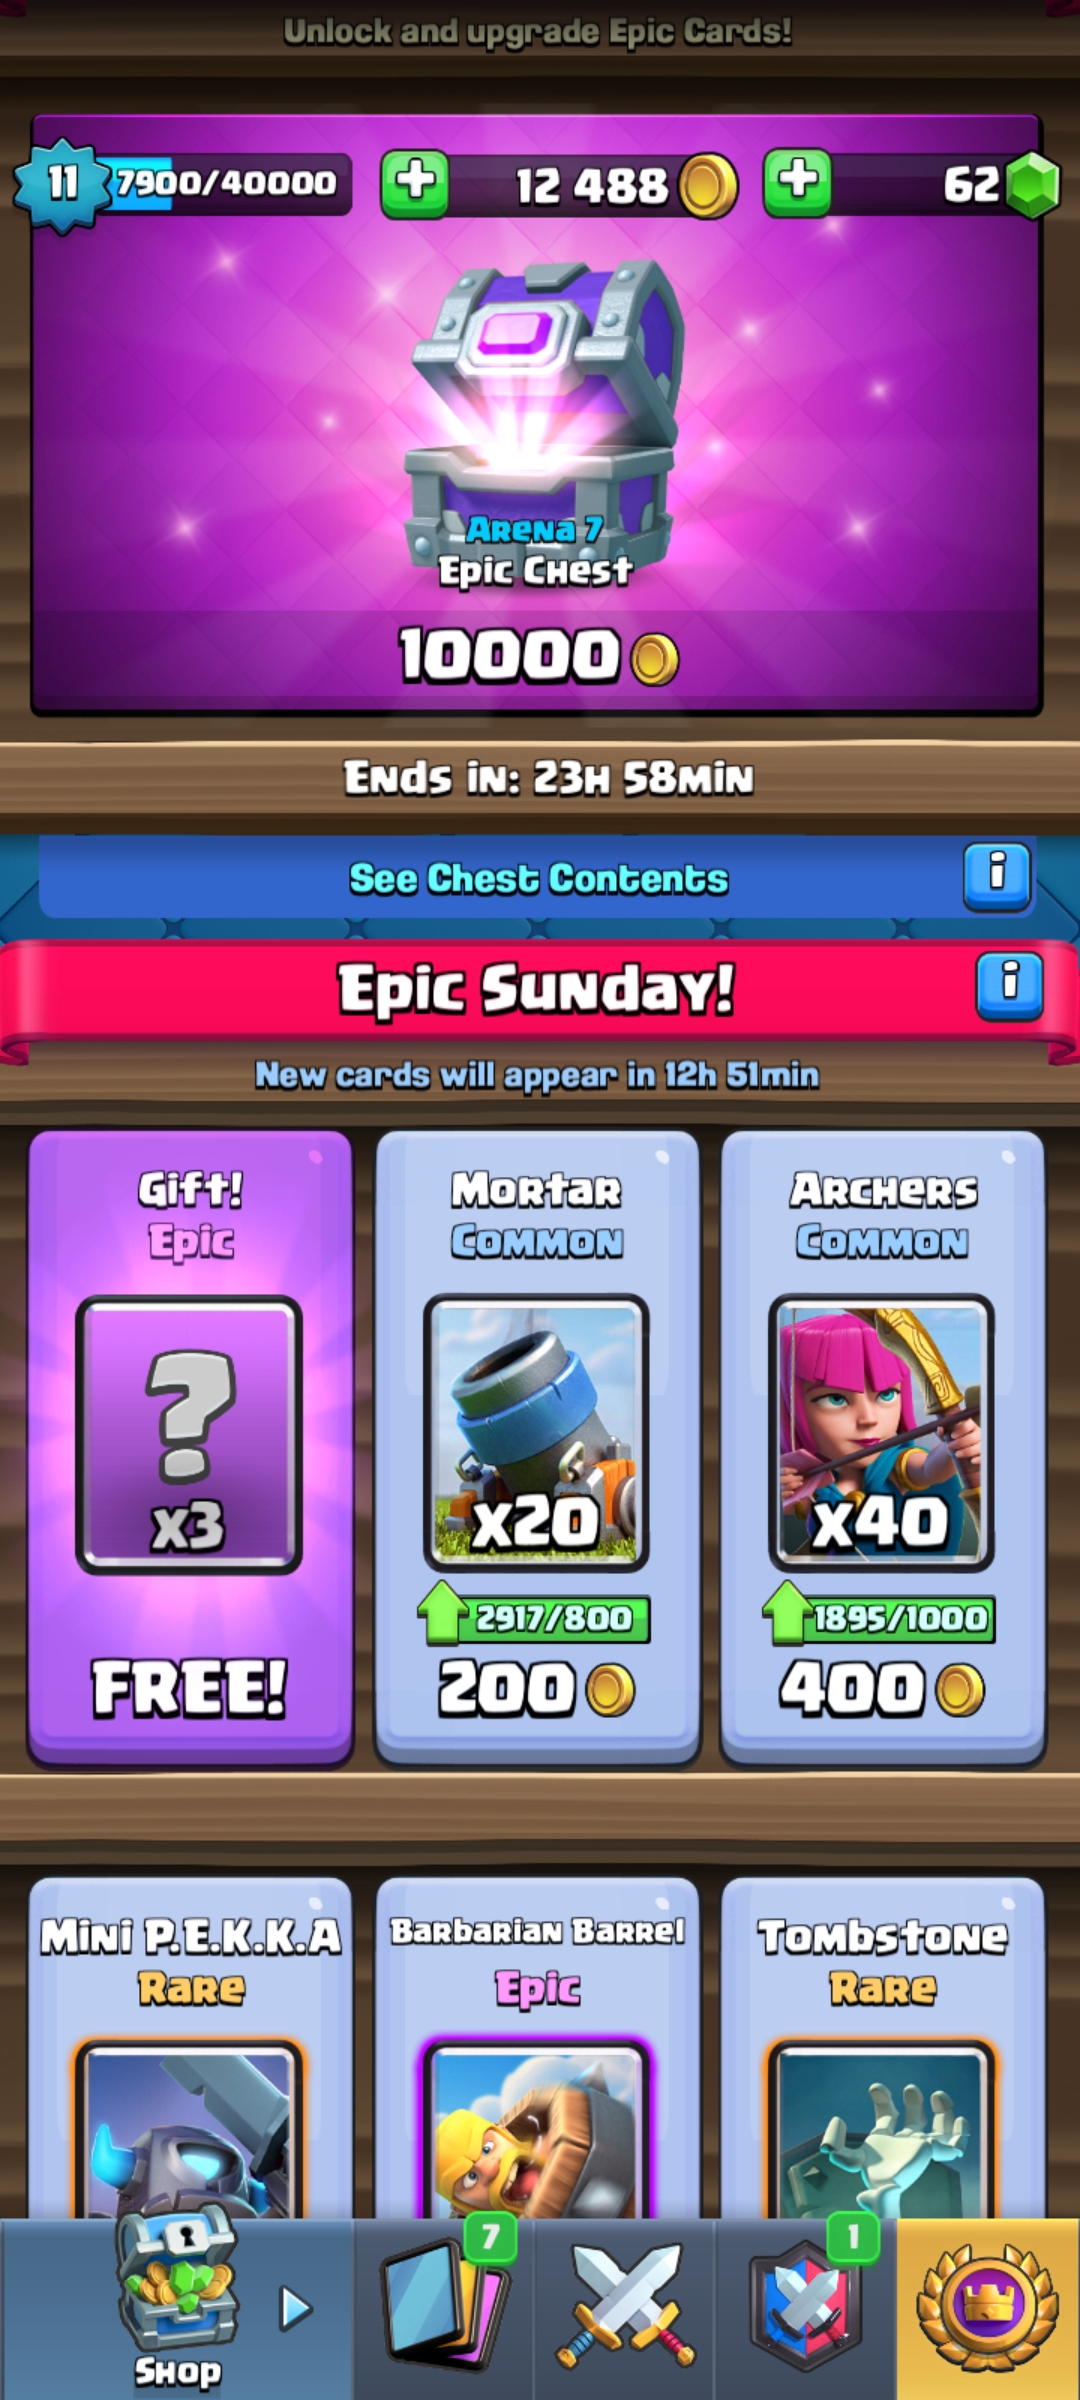 Unlock and upgrade Epic Cards!
11 7900/40000 12 488 62
Arena 7
Epic Chest
10000
Ends in: 23h 58min
See Chest Contents i
Epic Sunday! i
New cards will appear in 12h 51min
Gift! Mortar Archers
Epic Common Common
? x3 x20 x40
2917/800 1895/1000
FREE! 200 400
Mini P.E.K.K.A Barbarian Barrel Tombstone
Rare Epic Rare
7 1
Shop